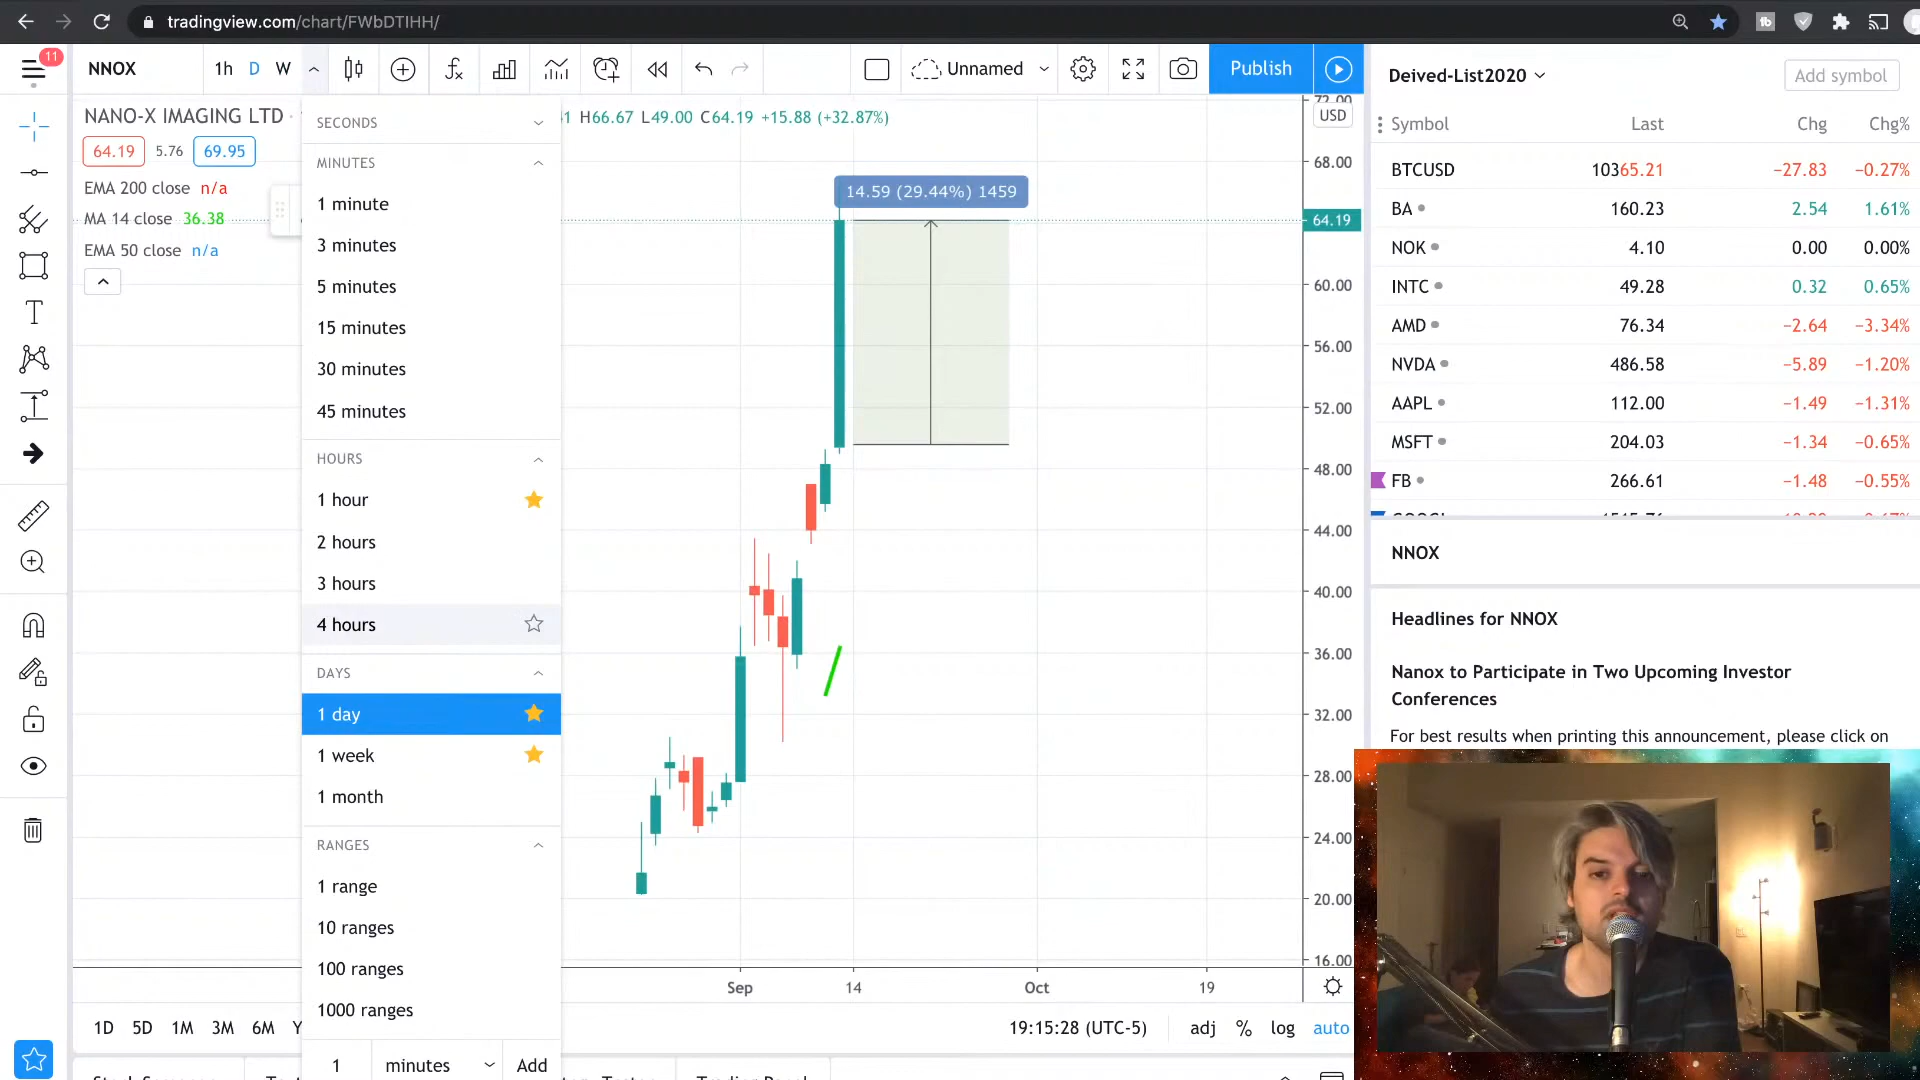 tradingview.com/chart/FWbDTIHH/
11
NNOX
1h D W
Unnamed
Publish
NANO-X IMAGING LTD
H66.67 L49.00 C64.19 +15.88 (+32.87%)
64.19 5.76 69.95
EMA 200 close n/a
MA 14 close 36.38
EMA 50 close n/a
SECONDS
MINUTES
1 minute
3 minutes
5 minutes
15 minutes
30 minutes
45 minutes
HOURS
1 hour
2 hours
3 hours
4 hours
DAYS
1 day
1 week
1 month
RANGES
1 range
10 ranges
100 ranges
1000 ranges
1 minutes Add
14.59 (29.44%) 1459
72.00
USD
68.00
64.19
60.00
56.00
52.00
48.00
44.00
40.00
36.00
32.00
28.00
24.00
20.00
16.00
Sep 14 Oct 19
1D 5D 1M 3M 6M Y
19:15:28 (UTC-5) adj % log auto
Deived-List2020
Add symbol
Symbol Last Chg Chg%
BTCUSD 10365.21 −27.83 −0.27%
BA 160.23 2.54 1.61%
NOK 4.10 0.00 0.00%
INTC 49.28 0.32 0.65%
AMD 76.34 −2.64 −3.34%
NVDA 486.58 −5.89 −1.20%
AAPL 112.00 −1.49 −1.31%
MSFT 204.03 −1.34 −0.65%
FB 266.61 −1.48 −0.55%
NNOX
Headlines for NNOX
Nanox to Participate in Two Upcoming Investor
Conferences
For best results when printing this announcement, please click on